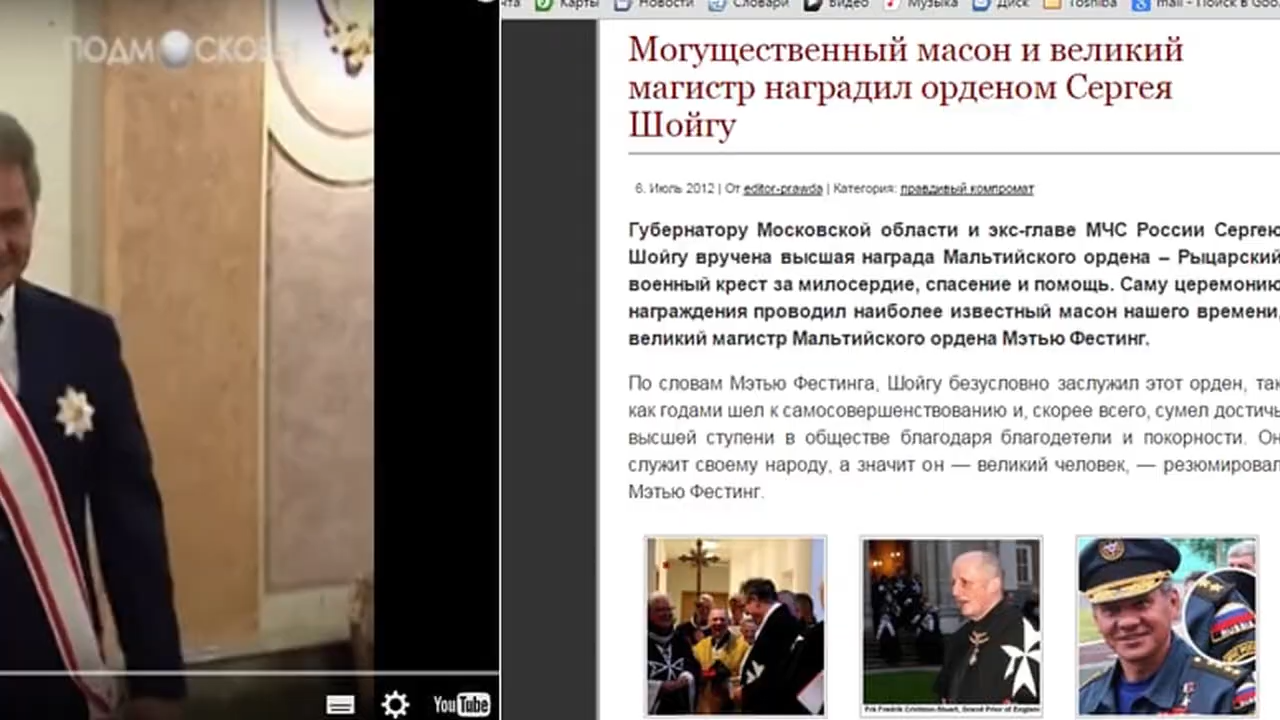 Карты Новости Словари Видео Музыка Диск Toshiba
ПОДМ СКОВЬ
Могущественный масон и великий
магистр наградил орденом Сергея
Шойгу
6. Июль 2012 | От editor-prawda | Категория: правдивый компромат
Губернатору Московской области и экс-главе МЧС России Сергею
Шойгу вручена высшая награда Мальтийского ордена – Рыцарский
военный крест за милосердие, спасение и помощь. Саму церемонию
награждения проводил наиболее известный масон нашего времени,
великий магистр Мальтийского ордена Мэтью Фестинг.
По словам Мэтью Фестинга, Шойгу безусловно заслужил этот орден, так
как годами шел к самосовершенствованию и, скорее всего, сумел достичь
высшей ступени в обществе благодаря благодетели и покорности. Он
служит своему народу, а значит он — великий человек, — резюмировал
Мэтью Фестинг.
RUSSIA
YouTube